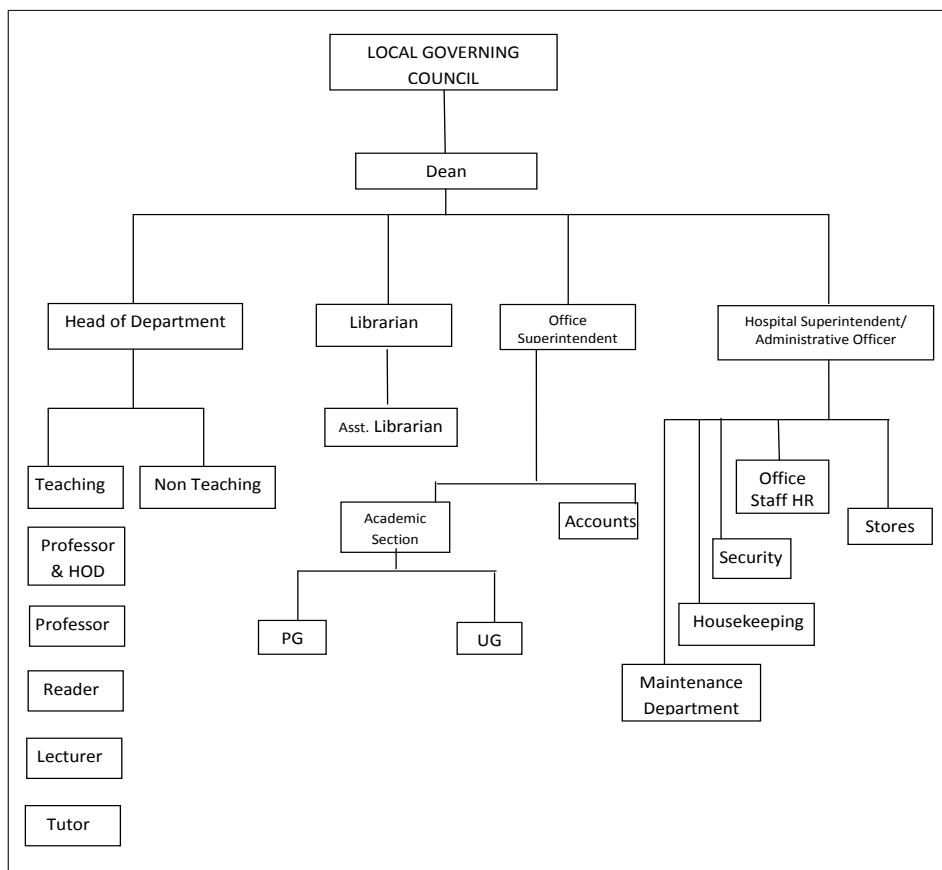 LOCAL GOVERNING
COUNCIL
Dean
Head of Department
Librarian
Office
Superintendent
Hospital Superintendent/
Administrative Officer
Asst. Librarian
Teaching
Non Teaching
Academic
Section
Accounts
Office
Staff HR
Stores
Professor
& HOD
Security
Professor
PG
UG
Housekeeping
Reader
Maintenance
Department
Lecturer
Tutor